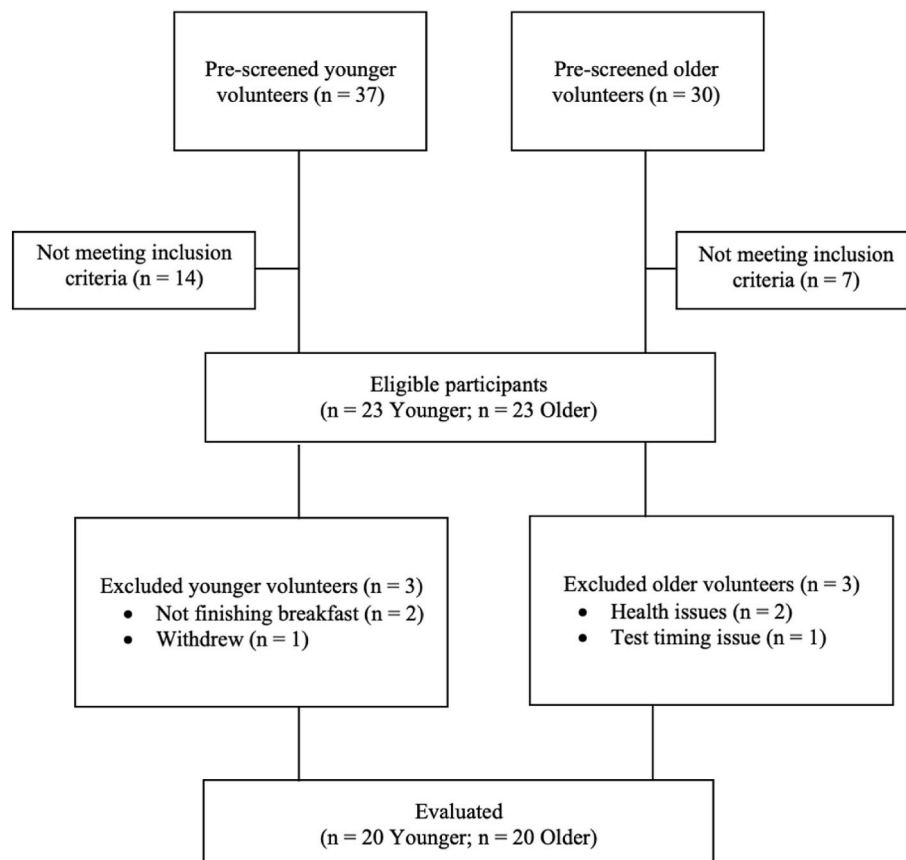 Pre-screened younger
volunteers (n = 37)
Pre-screened older
volunteers (n = 30)
Not meeting inclusion
criteria (n = 14)
Not meeting inclusion
criteria (n = 7)
Eligible participants
(n = 23 Younger; n = 23 Older)
Excluded younger volunteers (n = 3)
• Not finishing breakfast (n = 2)
• Withdrew (n = 1)
Excluded older volunteers (n = 3)
• Health issues (n = 2)
• Test timing issue (n = 1)
Evaluated
(n = 20 Younger; n = 20 Older)